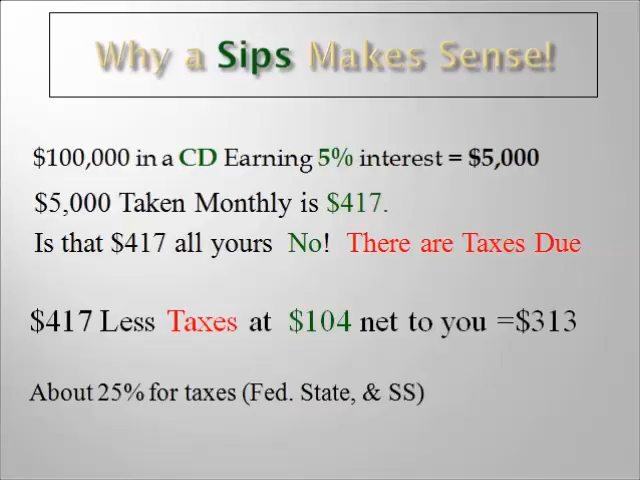 Why a Sips Makes Sense!
$100,000 in a CD Earning 5% interest = $5,000
$5,000 Taken Monthly is $417.
Is that $417 all yours No! There are Taxes Due
$417 Less Taxes at $104 net to you =$313
About 25% for taxes (Fed. State, & SS)